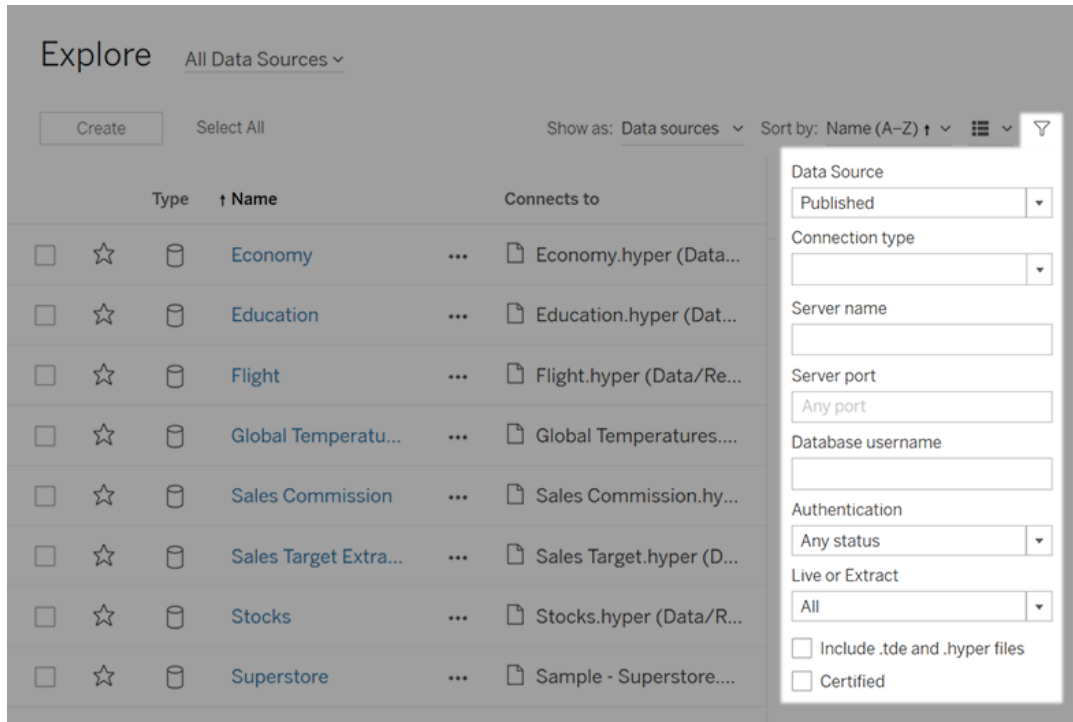 Explore All Data Sources
Create Select All Show as: Data sources Sort by: Name (A–Z) ↑
Type ↑ Name Connects to
Economy ••• Economy.hyper (Data...
Education ••• Education.hyper (Dat...
Flight ••• Flight.hyper (Data/Re...
Global Temperatu... ••• Global Temperatures....
Sales Commission ••• Sales Commission.hy...
Sales Target Extra... ••• Sales Target.hyper (D...
Stocks ••• Stocks.hyper (Data/R...
Superstore ••• Sample - Superstore....
Data Source
Published
Connection type
Server name
Server port
Any port
Database username
Authentication
Any status
Live or Extract
All
Include .tde and .hyper files
Certified